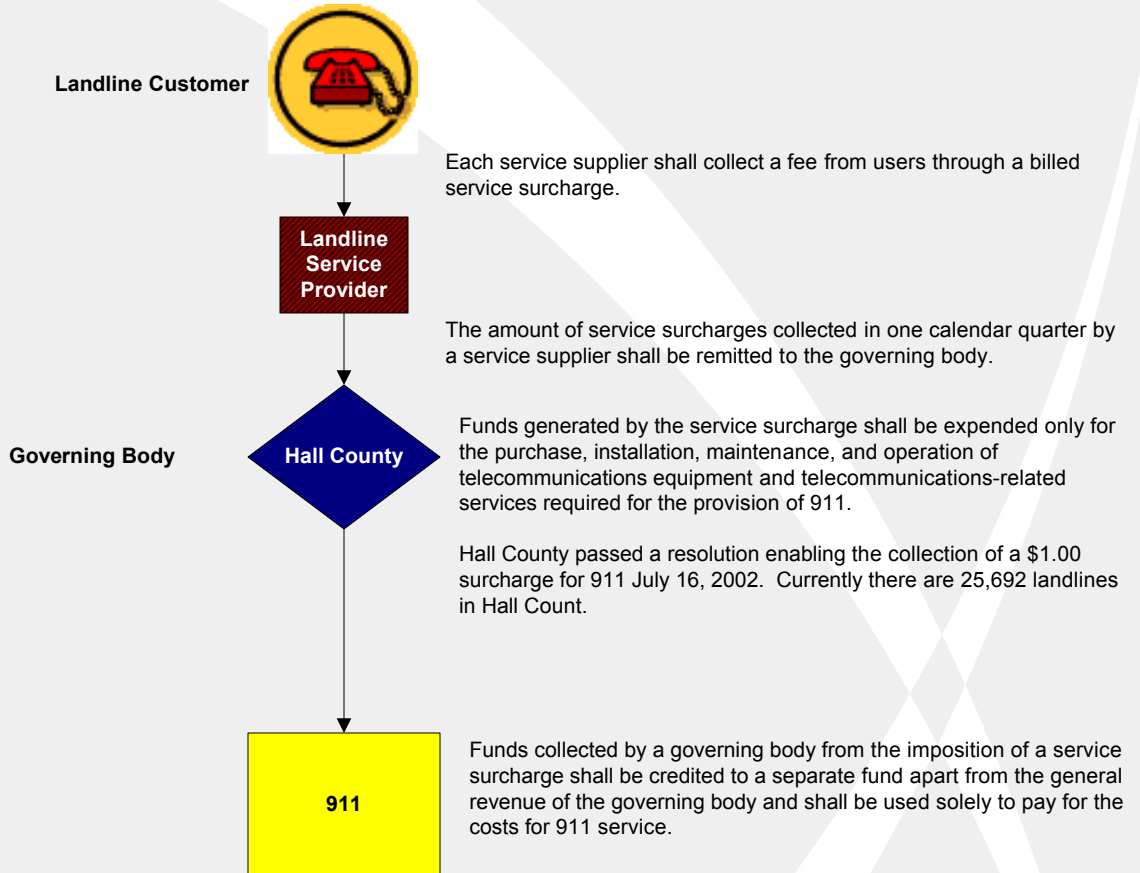 Landline Customer
Each service supplier shall collect a fee from users through a billed
service surcharge.
Landline
Service
Provider
The amount of service surcharges collected in one calendar quarter by
a service supplier shall be remitted to the governing body.
Governing Body
Hall County
Funds generated by the service surcharge shall be expended only for
the purchase, installation, maintenance, and operation of
telecommunications equipment and telecommunications-related
services required for the provision of 911.
Hall County passed a resolution enabling the collection of a $1.00
surcharge for 911 July 16, 2002.  Currently there are 25,692 landlines
in Hall Count.
911
Funds collected by a governing body from the imposition of a service
surcharge shall be credited to a separate fund apart from the general
revenue of the governing body and shall be used solely to pay for the
costs for 911 service.